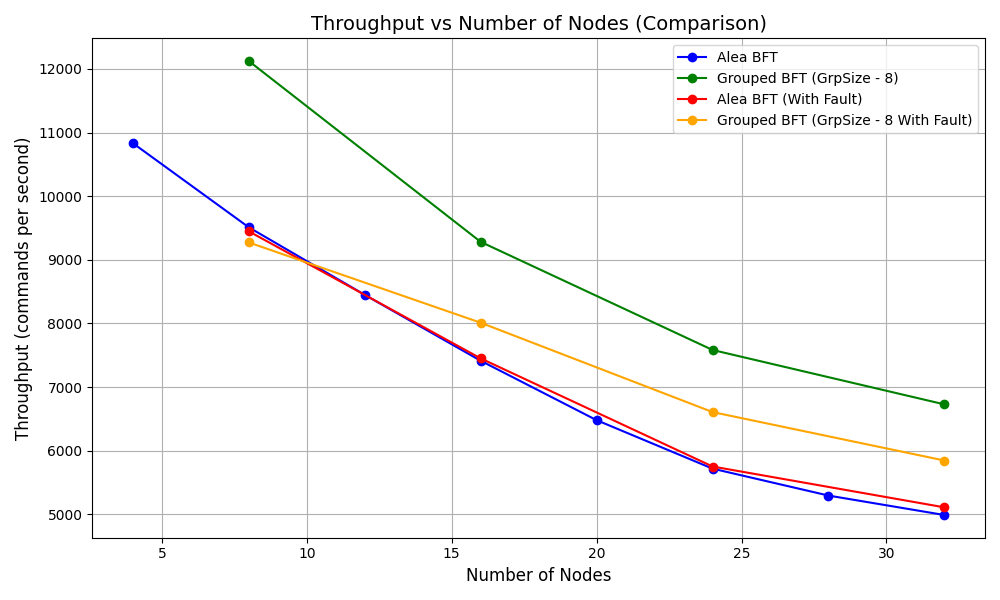 Throughput vs Number of Nodes (Comparison)
Throughput (commands per second)
12000
11000
10000
9000
8000
7000
6000
5000
Alea BFT
Grouped BFT (GrpSize - 8)
Alea BFT (With Fault)
Grouped BFT (GrpSize - 8 With Fault)
5 10 15 20 25 30
Number of Nodes